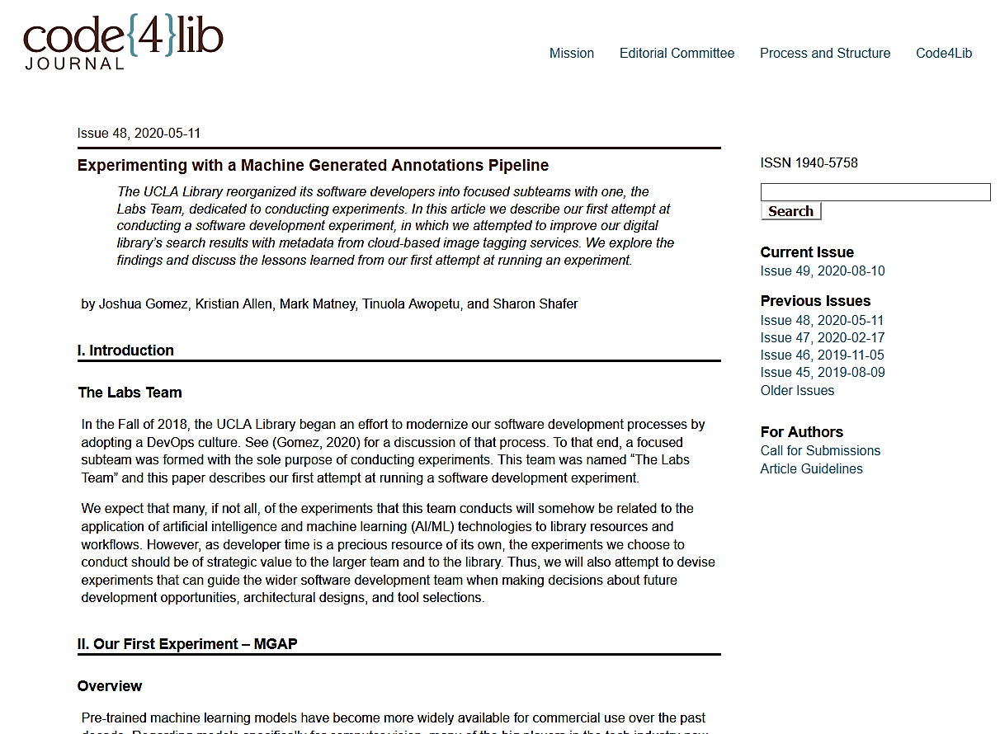 code{4}lib
JOURNAL
Mission Editorial Committee Process and Structure Code4Lib
Issue 48, 2020-05-11
Experimenting with a Machine Generated Annotations Pipeline
The UCLA Library reorganized its software developers into focused subteams with one, the
Labs Team, dedicated to conducting experiments. In this article we describe our first attempt at
conducting a software development experiment, in which we attempted to improve our digital
library’s search results with metadata from cloud-based image tagging services. We explore the
findings and discuss the lessons learned from our first attempt at running an experiment.
by Joshua Gomez, Kristian Allen, Mark Matney, Tinuola Awopetu, and Sharon Shafer
I. Introduction
The Labs Team
In the Fall of 2018, the UCLA Library began an effort to modernize our software development processes by
adopting a DevOps culture. See (Gomez, 2020) for a discussion of that process. To that end, a focused
subteam was formed with the sole purpose of conducting experiments. This team was named “The Labs
Team” and this paper describes our first attempt at running a software development experiment.
We expect that many, if not all, of the experiments that this team conducts will somehow be related to the
application of artificial intelligence and machine learning (AI/ML) technologies to library resources and
workflows. However, as developer time is a precious resource of its own, the experiments we choose to
conduct should be of strategic value to the larger team and to the library. Thus, we will also attempt to devise
experiments that can guide the wider software development team when making decisions about future
development opportunities, architectural designs, and tool selections.
II. Our First Experiment – MGAP
Overview
Pre-trained machine learning models have become more widely available for commercial use over the past
decade. Regarding models specifically for computer vision, many of the big players in the tech industry now
ISSN 1940-5758
Search
Current Issue
Issue 49, 2020-08-10
Previous Issues
Issue 48, 2020-05-11
Issue 47, 2020-02-17
Issue 46, 2019-11-05
Issue 45, 2019-08-09
Older Issues
For Authors
Call for Submissions
Article Guidelines